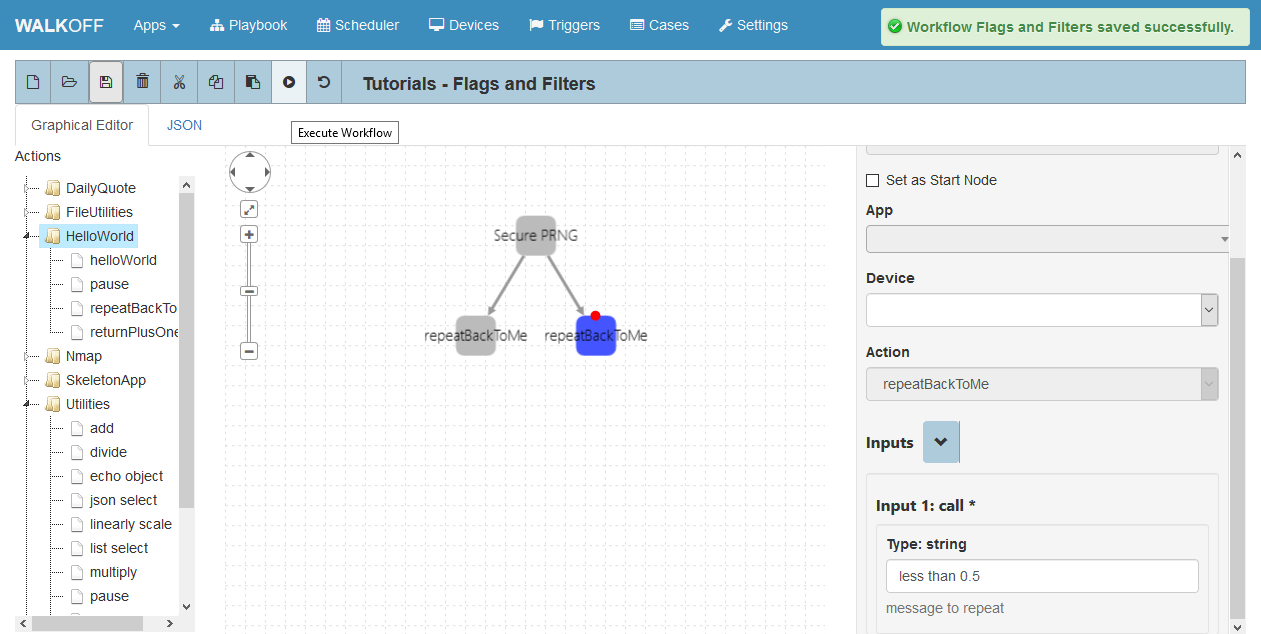 WALKOFF
Apps
Playbook
Scheduler
Devices
Triggers
Cases
Settings
Workflow Flags and Filters saved successfully.
Tutorials - Flags and Filters
Graphical Editor
JSON
Execute Workflow
Actions
DailyQuote
FileUtilities
HelloWorld
helloWorld
pause
repeatBackTo
returnPlusOne
Nmap
SkeletonApp
Utilities
add
divide
echo object
json select
linearly scale
list select
multiply
pause
Secure PRNG
repeatBackToMe
repeatBackToMe
Set as Start Node
App
Device
Action
repeatBackToMe
Inputs
Input 1: call *
Type: string
less than 0.5
message to repeat